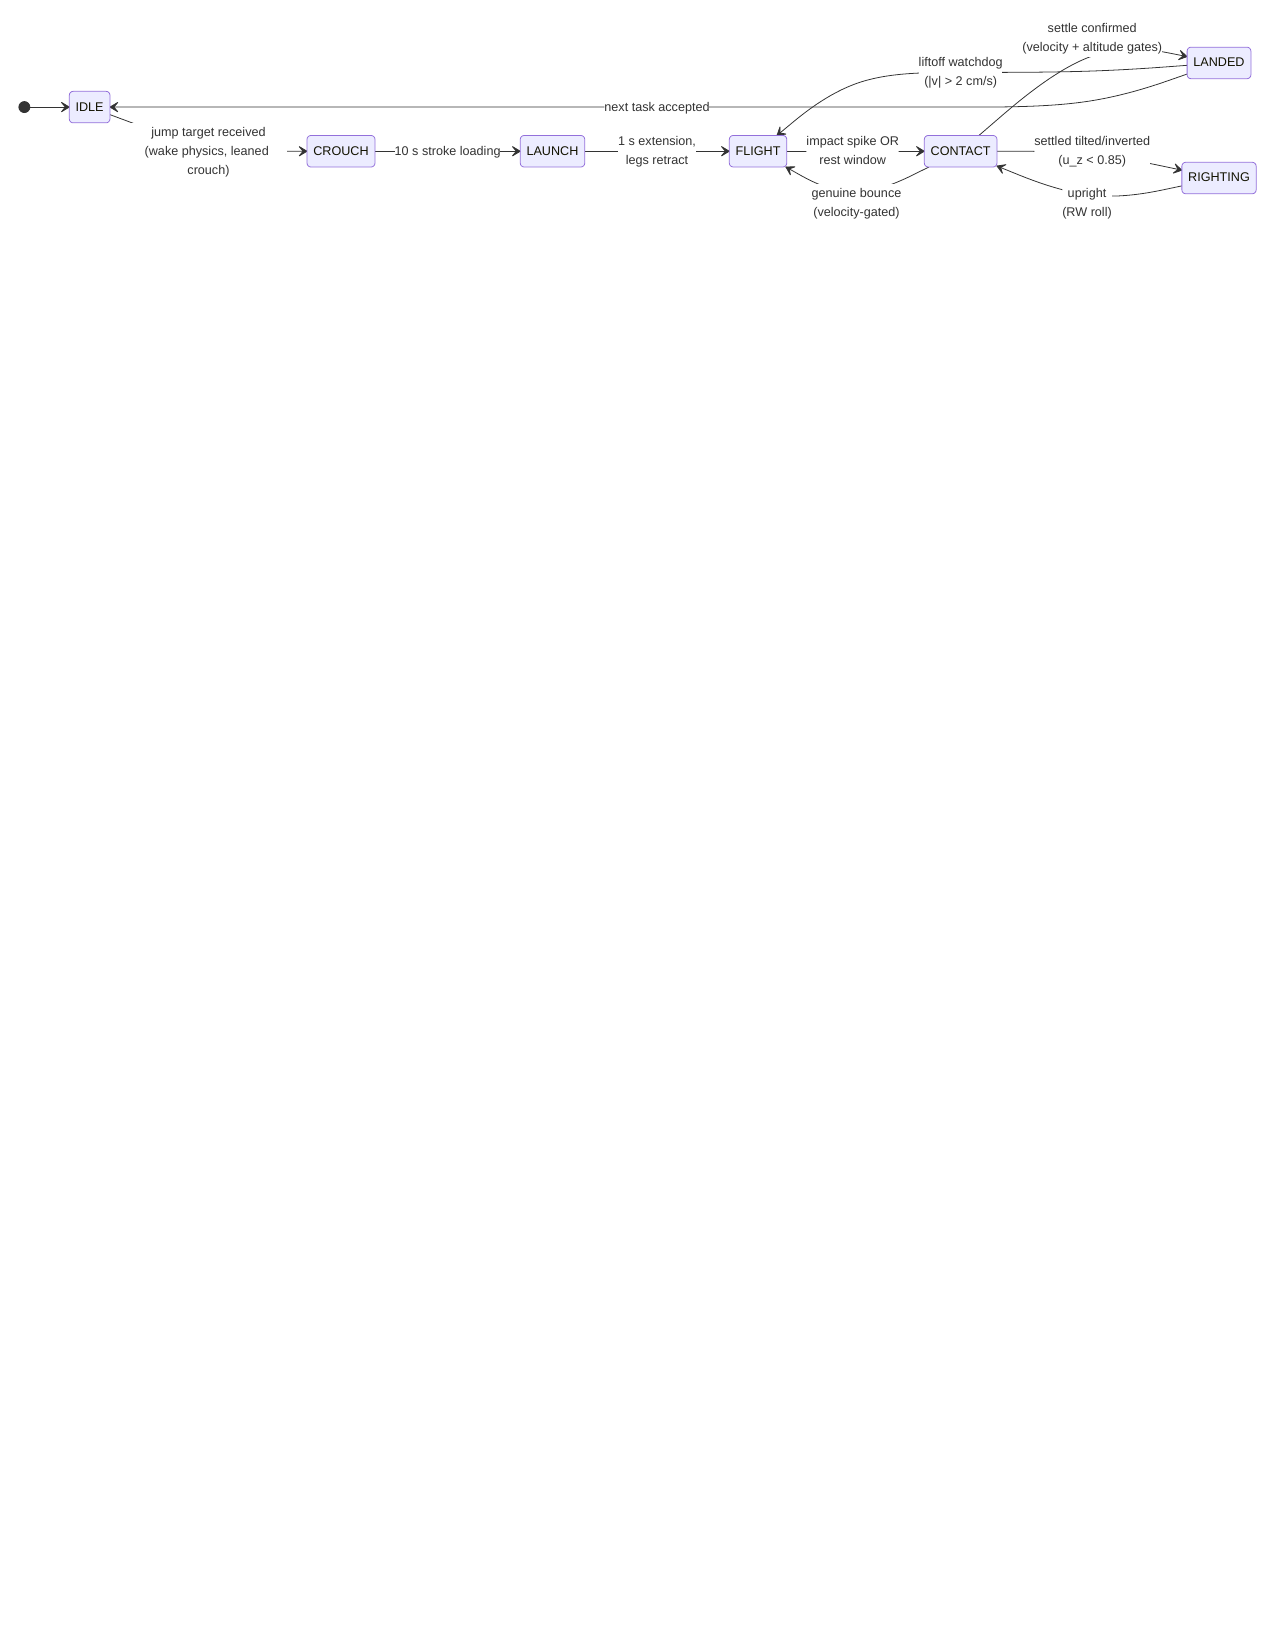 settle confirmed
(velocity + altitude gates)
LANDED
liftoff watchdog
(|v| > 2 cm/s)
IDLE
next task accepted
jump target received
(wake physics, leaned
crouch)
CROUCH
10 s stroke loading
LAUNCH
1 s extension,
legs retract
FLIGHT
impact spike OR
rest window
CONTACT
settled tilted/inverted
(u_z < 0.85)
RIGHTING
genuine bounce
(velocity-gated)
upright
(RW roll)